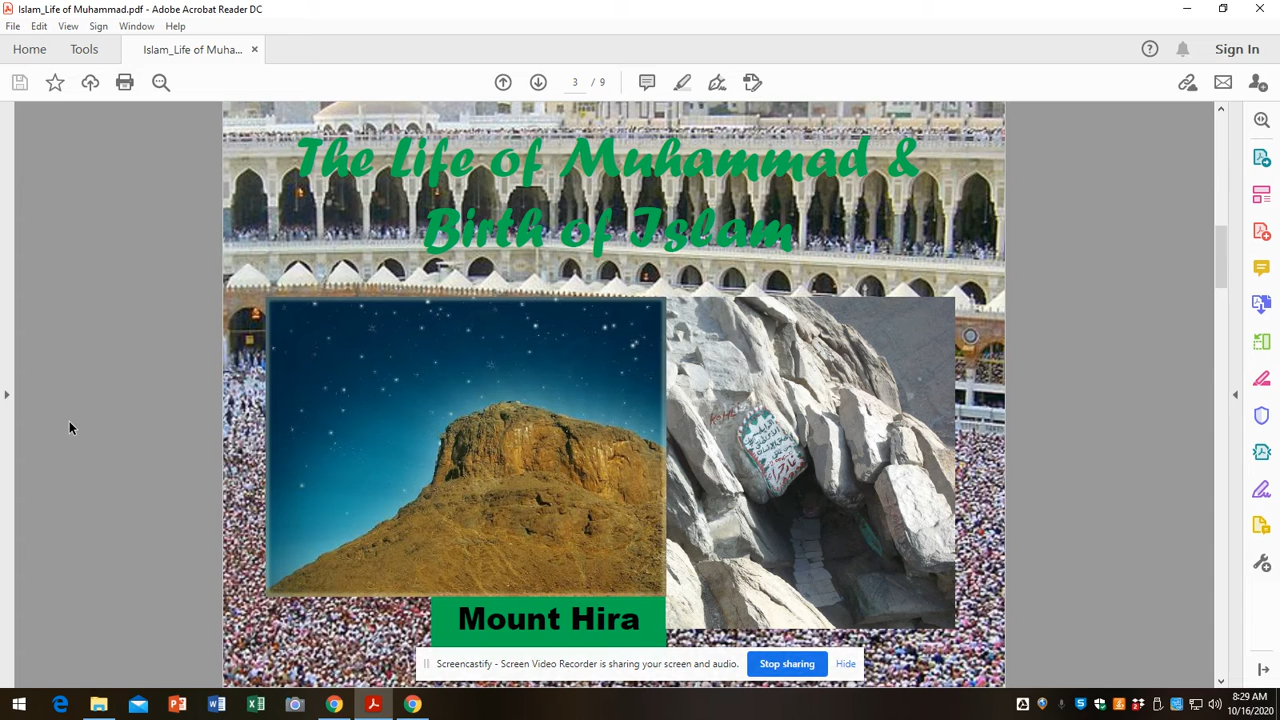 Islam_Life of Muhammad.pdf - Adobe Acrobat Reader DC
File Edit View Sign Window Help
Home Tools Islam_Life of Muha... Sign In
3 / 9
The Life of Muhammad &
Birth of Islam
Mount Hira
Screencastify - Screen Video Recorder is sharing your screen and audio. Stop sharing Hide
8:29 AM
10/16/2020